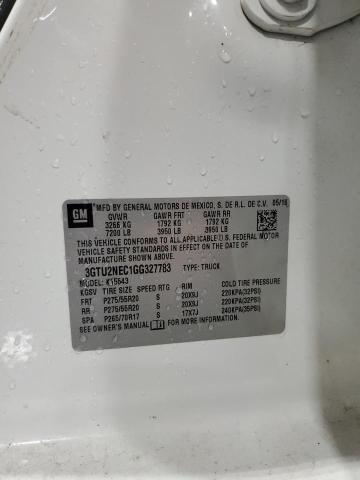 GM
MFD BY GENERAL MOTORS DE MEXICO, S. DE R.L. DE C.V. 05/16
GVWR GAWR FRT GAWR RR
3266 KG 1792 KG 1792 KG
7200 LB 3950 LB 3950 LB
THIS VEHICLE CONFORMS TO ALL APPLICABLE U.S. FEDERAL MOTOR
VEHICLE SAFETY STANDARDS IN EFFECT ON THE DATE OF
MANUFACTURE SHOWN ABOVE.
3GTU2NEC1GG327783 TYPE: TRUCK
MODEL: K15543
KGSV TIRE SIZE SPEED RTG RIM COLD TIRE PRESSURE
FRT P275/55R20 S 20X9J 220KPA(32PSI)
RR P275/55R20 S 20X9J 220KPA(32PSI)
SPA P265/70R17 S 17X7J 240KPA(35PSI)
SEE OWNER'S MANUAL FOR MORE INFORMATION.